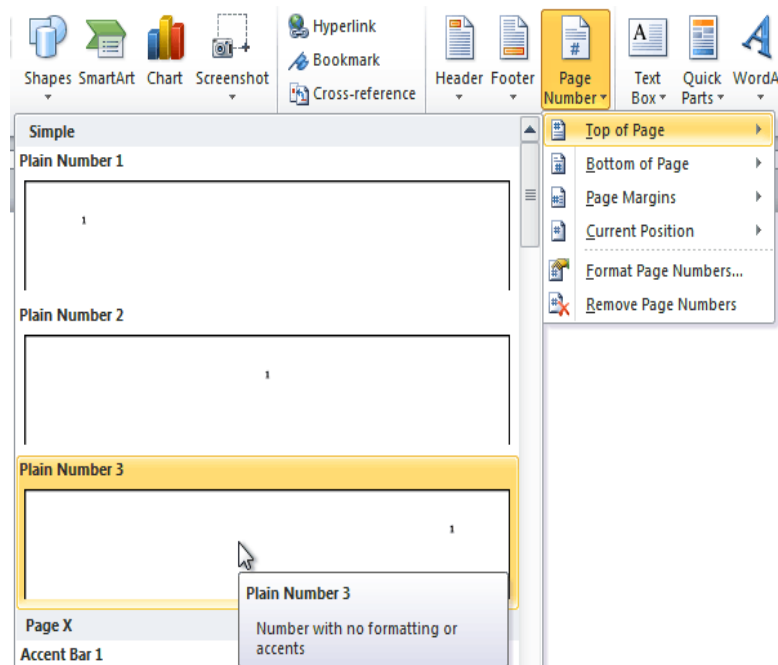 Shapes SmartArt Chart Screenshot
Hyperlink
Bookmark
Cross-reference
Header Footer
Page
Number
Text
Box
Quick
Parts
WordA
Simple
Plain Number 1
1
Plain Number 2
1
Plain Number 3
1
Plain Number 3
Number with no formatting or
accents
Page X
Accent Bar 1
Top of Page
Bottom of Page
Page Margins
Current Position
Format Page Numbers...
Remove Page Numbers